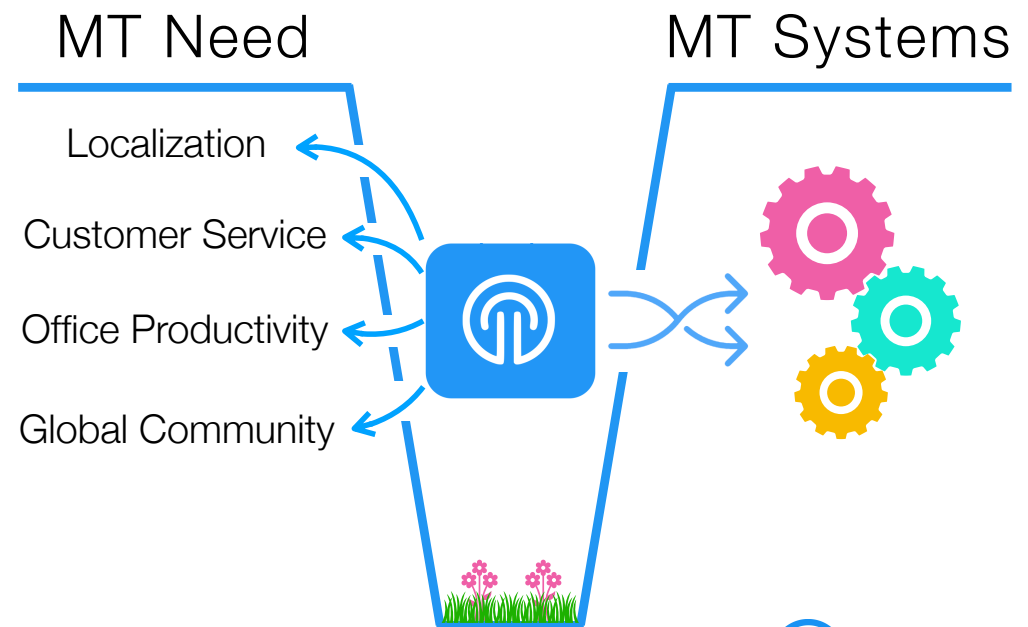 MT Need
MT Systems
Localization
Customer Service
Office Productivity
Global Community